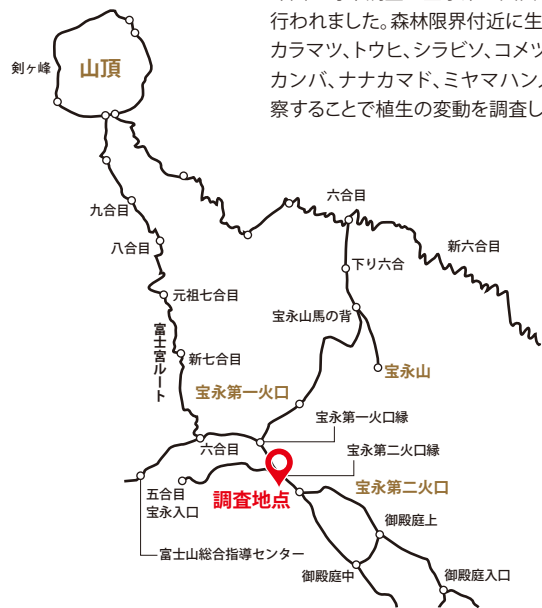 行われました。森林限界付近に生
カラマツ、トウヒ、シラビソ、コメツ
カンバ、ナナカマド、ミヤマハン
察することで植生の変動を調査し
剣ヶ峰
山頂
九合目
八合目
元祖七合目
富士宮ルート
新七合目
六合目
新六合目
下り六合
宝永山馬の背
宝永山
宝永第一火口
宝永第一火口縁
六合目
宝永第二火口縁
五合目
宝永入口
調査地点
宝永第二火口
御殿庭上
富士山総合指導センター
御殿庭中
御殿庭入口